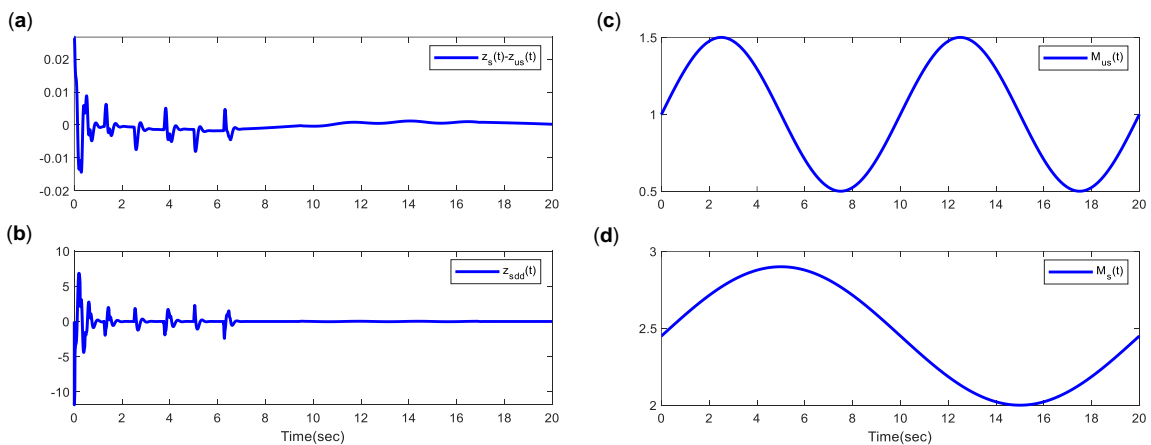 (a)
0.02
0.01
0
-0.01
-0.02
0 2 4 6 8 10 12 14 16 18 20
z_s(t)-z_us(t)
(b)
10
5
0
-5
-10
0 2 4 6 8 10 12 14 16 18 20
Time(sec)
z_sdd(t)
(c)
1.5
1
0.5
0 2 4 6 8 10 12 14 16 18 20
M_us(t)
(d)
3
2.5
2
0 2 4 6 8 10 12 14 16 18 20
Time(sec)
M_s(t)